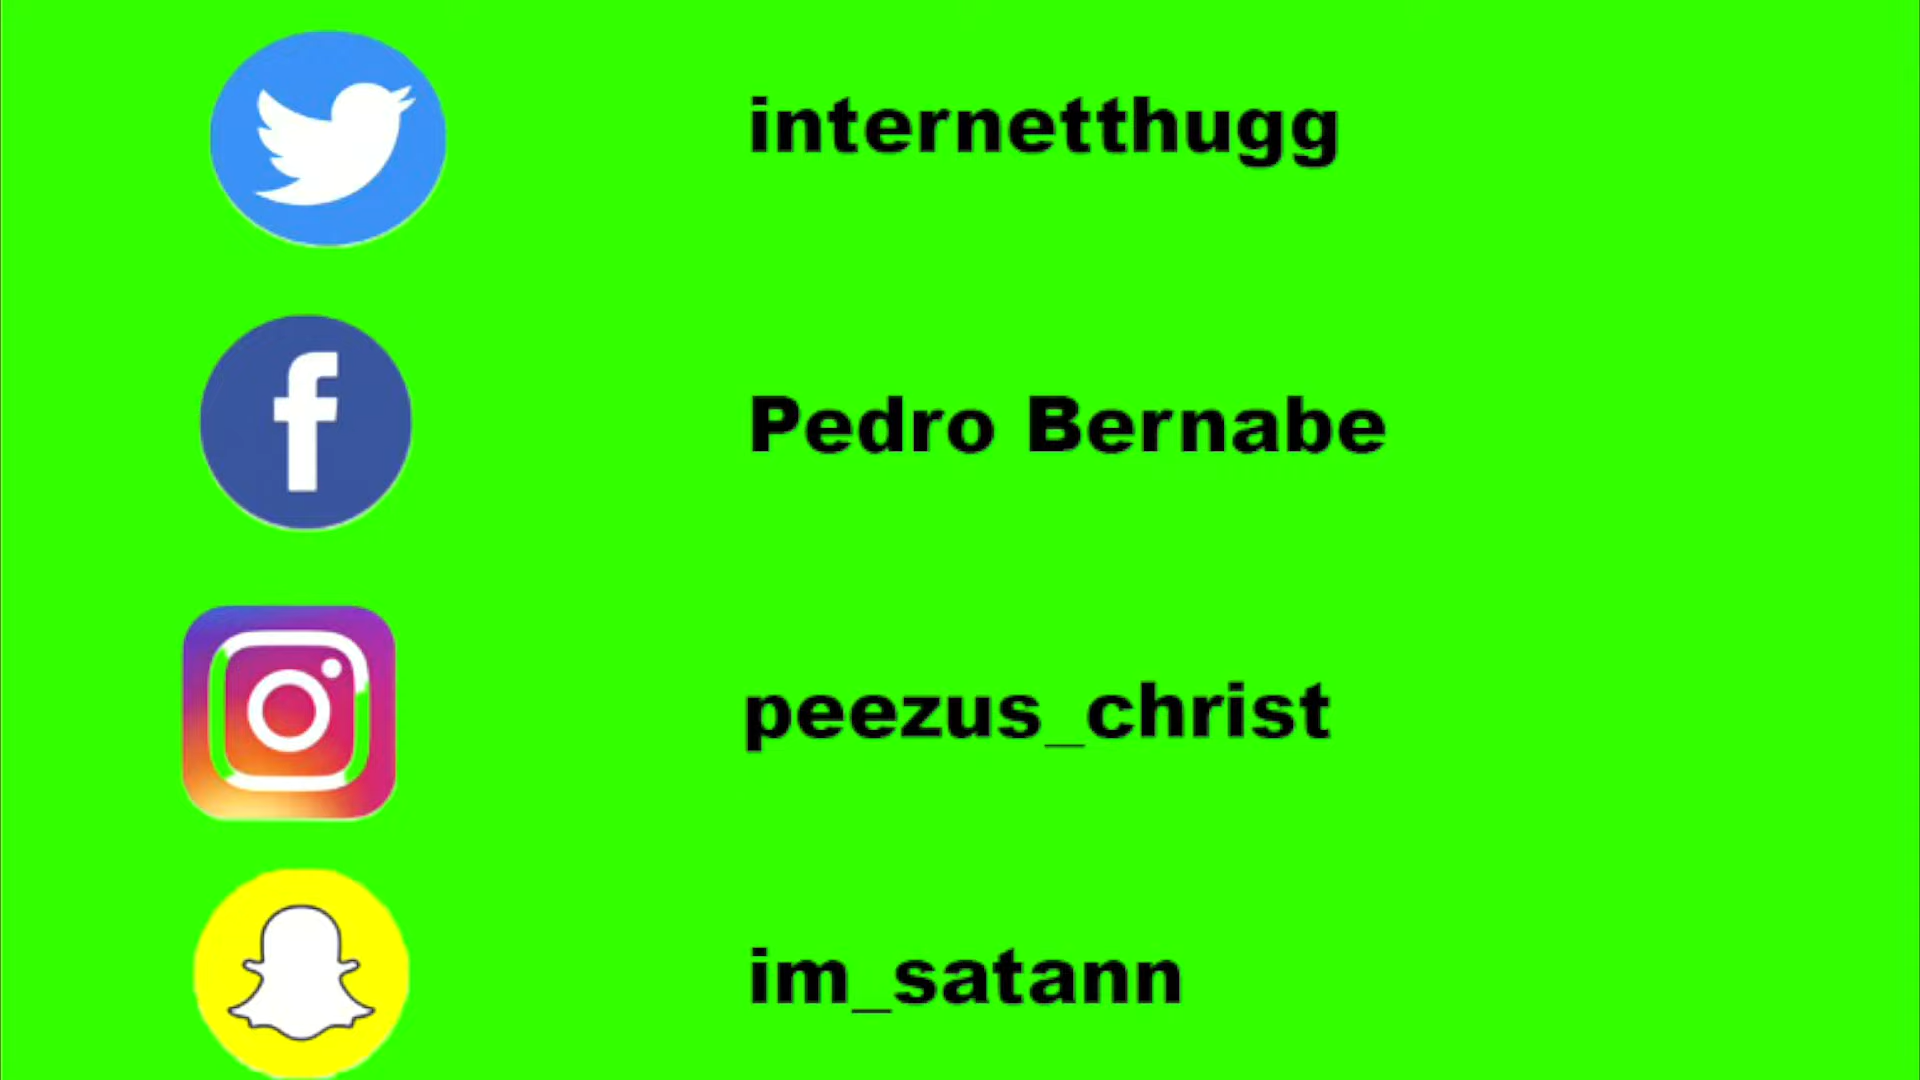 internetthugg
Pedro Bernabe
peezus_christ
im_satann